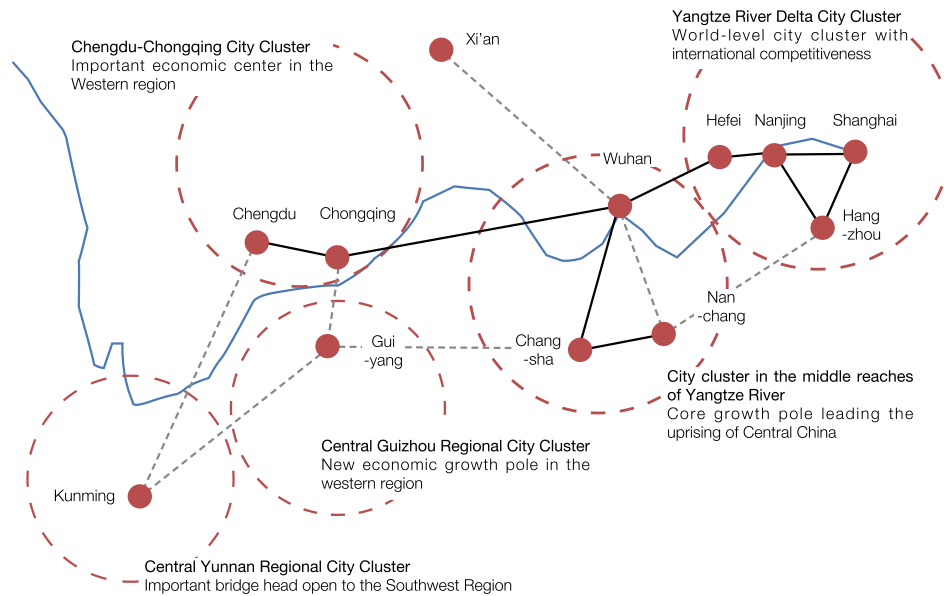 Yangtze River Delta City Cluster
World-level city cluster with
international competitiveness
Xi'an
Chengdu-Chongqing City Cluster
Important economic center in the
Western region
Hefei
Nanjing
Shanghai
Wuhan
Chengdu
Chongqing
Hang
-zhou
Nan
-chang
Gui
-yang
Chang
-sha
City cluster in the middle reaches
of Yangtze River
Core growth pole leading the
uprising of Central China
Central Guizhou Regional City Cluster
New economic growth pole in the
western region
Kunming
Central Yunnan Regional City Cluster
Important bridge head open to the Southwest Region